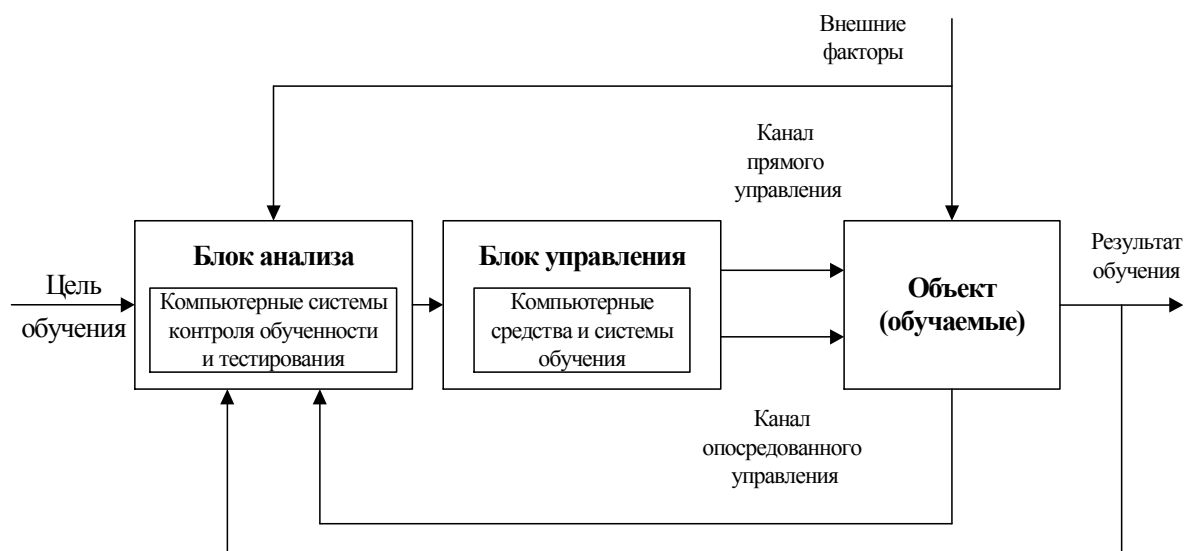 Внешние
факторы
Канал
прямого
управления
Блок анализа
Компьютерные системы
контроля обученности
и тестирования
Блок управления
Компьютерные
средства и системы
обучения
Объект
(обучаемые)
Цель
обучения
Результат
обучения
Канал
опосредованного
управления